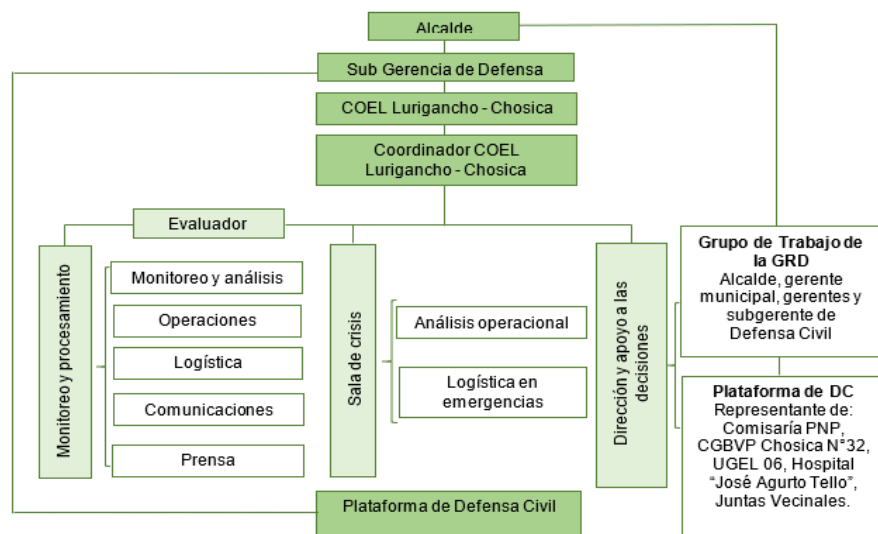 Alcalde
Sub Gerencia de Defensa
COEL Lurigancho - Chosica
Coordinador COEL
Lurigancho - Chosica
Evaluador
Monitoreo y procesamiento
Monitoreo y análisis
Operaciones
Logística
Comunicaciones
Prensa
Sala de crisis
Análisis operacional
Logística en
emergencias
Dirección y apoyo a las
decisiones
Grupo de Trabajo de
la GRD
Alcalde, gerente
municipal, gerentes y
subgerente de
Defensa Civil
Plataforma de DC
Representante de:
Comisaría PNP,
CGBVP Chosica N°32,
UGEL 06, Hospital
“José Agurto Tello”,
Juntas Vecinales.
Plataforma de Defensa Civil